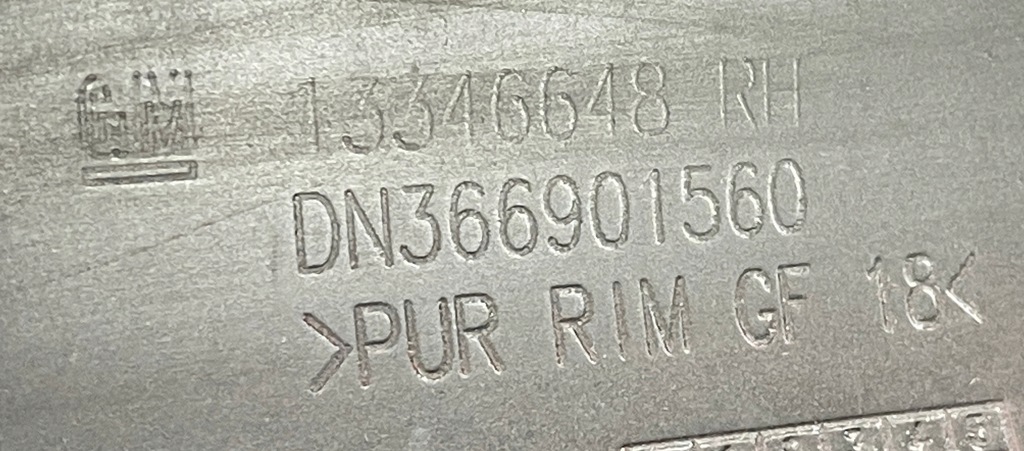 GM 13346648 RH
DN366901560
>PUR RIM GF 18<